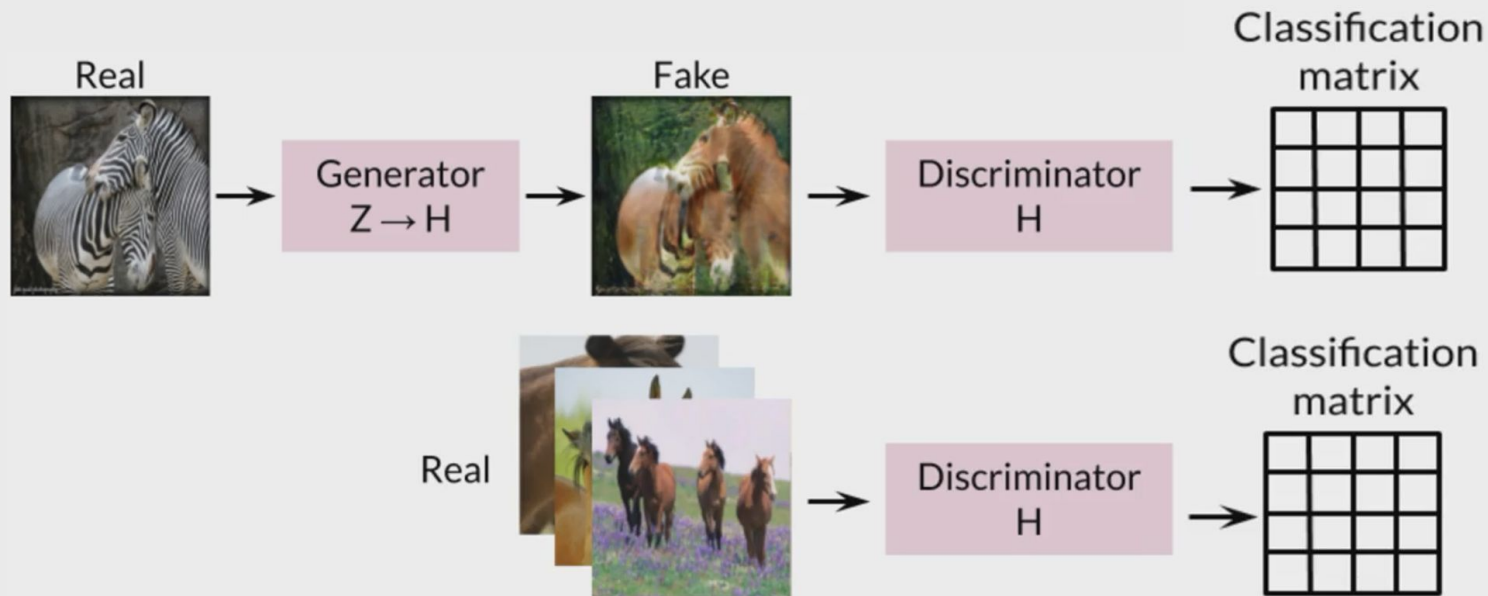 Classification
matrix
Real
Fake
Generator
Z → H
Discriminator
H
Classification
matrix
Real
Discriminator
H